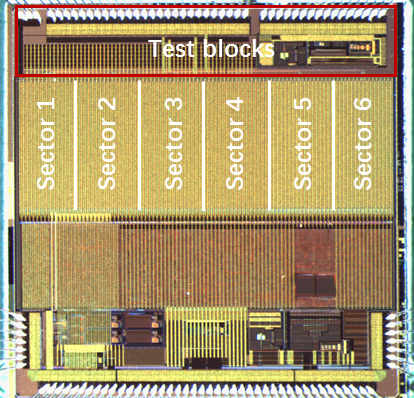 Test blocks
Sector 1
Sector 2
Sector 3
Sector 4
Sector 5
Sector 6